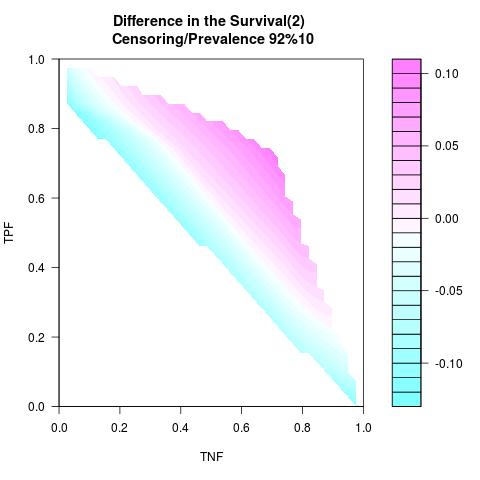 Difference in the Survival(2)
Censoring/Prevalence 92%10
1.0
0.8
0.6
0.4
0.2
0.0
TPF
0.0 0.2 0.4 0.6 0.8 1.0
TNF
0.10
0.05
0.00
-0.05
-0.10